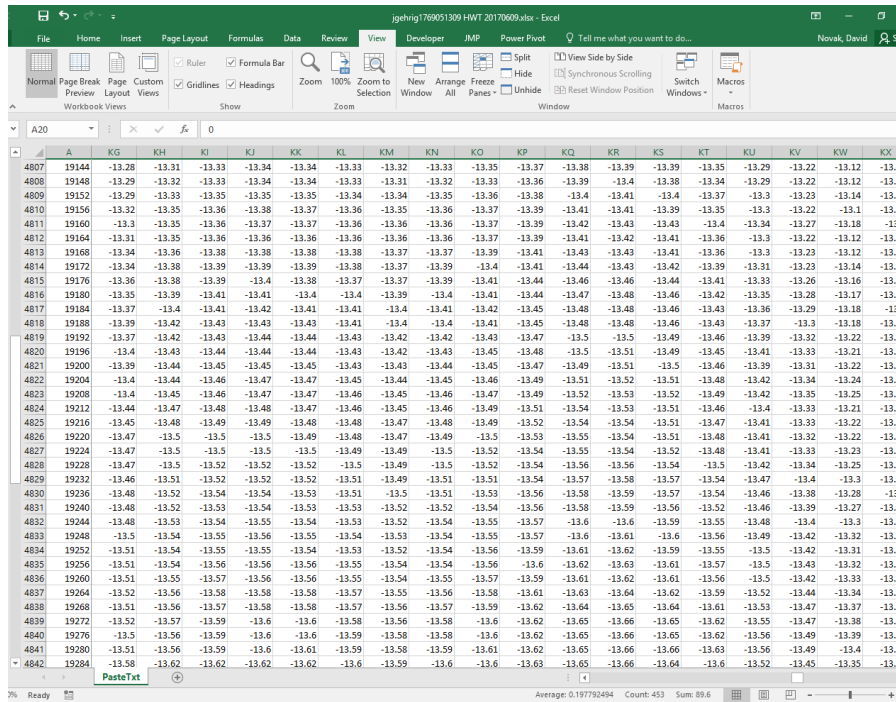 jgehrig1769051309 HWT 20170609.xlsx - Excel
File Home Insert Page Layout Formulas Data Review View Developer JMP Power Pivot Tell me what you want to do... Novak, David
Normal Page Break Preview Page Layout Custom Views
Ruler Formula Bar
Gridlines Headings
Zoom 100% Zoom to Selection
New Window Arrange All Freeze Panes
Split
Hide
Unhide
View Side by Side
Synchronous Scrolling
Reset Window Position
Switch Windows
Macros
Workbook Views Show Zoom Window Macros
A20 fx 0
A KG KH KI KJ KK KL KM KN KO KP KQ KR KS KT KU KV KW KX
4807 19144 -13.28 -13.31 -13.33 -13.34 -13.34 -13.33 -13.32 -13.33 -13.35 -13.37 -13.38 -13.39 -13.39 -13.35 -13.29 -13.22 -13.12 -13.
4808 19148 -13.29 -13.32 -13.33 -13.34 -13.34 -13.33 -13.31 -13.32 -13.33 -13.36 -13.39 -13.4 -13.38 -13.34 -13.29 -13.22 -13.12 -13.
4809 19152 -13.29 -13.33 -13.35 -13.35 -13.35 -13.34 -13.34 -13.35 -13.36 -13.38 -13.4 -13.41 -13.4 -13.37 -13.3 -13.23 -13.14 -13.
4810 19156 -13.32 -13.35 -13.36 -13.38 -13.37 -13.36 -13.35 -13.36 -13.37 -13.39 -13.41 -13.41 -13.39 -13.35 -13.3 -13.22 -13.1 -13.
4811 19160 -13.3 -13.35 -13.36 -13.37 -13.37 -13.36 -13.36 -13.36 -13.37 -13.39 -13.42 -13.43 -13.43 -13.4 -13.34 -13.27 -13.18 -13
4812 19164 -13.31 -13.35 -13.36 -13.36 -13.36 -13.36 -13.36 -13.36 -13.37 -13.39 -13.41 -13.42 -13.41 -13.36 -13.3 -13.22 -13.12 -13.
4813 19168 -13.34 -13.36 -13.38 -13.38 -13.38 -13.38 -13.37 -13.37 -13.39 -13.41 -13.43 -13.43 -13.41 -13.36 -13.3 -13.23 -13.12 -13.
4814 19172 -13.34 -13.38 -13.39 -13.39 -13.39 -13.38 -13.37 -13.39 -13.4 -13.41 -13.44 -13.43 -13.42 -13.39 -13.31 -13.23 -13.14 -13.
4815 19176 -13.36 -13.38 -13.39 -13.4 -13.38 -13.37 -13.37 -13.39 -13.41 -13.44 -13.46 -13.46 -13.44 -13.41 -13.33 -13.26 -13.16 -13.
4816 19180 -13.35 -13.39 -13.41 -13.41 -13.4 -13.4 -13.39 -13.4 -13.41 -13.44 -13.47 -13.48 -13.46 -13.42 -13.35 -13.28 -13.17 -13.
4817 19184 -13.37 -13.4 -13.41 -13.42 -13.41 -13.41 -13.4 -13.41 -13.42 -13.45 -13.48 -13.48 -13.46 -13.43 -13.36 -13.29 -13.18 -13
4818 19188 -13.39 -13.42 -13.43 -13.43 -13.43 -13.41 -13.4 -13.4 -13.41 -13.45 -13.48 -13.48 -13.46 -13.43 -13.37 -13.3 -13.18 -13.
4819 19192 -13.37 -13.42 -13.43 -13.44 -13.44 -13.43 -13.42 -13.42 -13.43 -13.47 -13.5 -13.5 -13.49 -13.46 -13.39 -13.32 -13.22 -13.
4820 19196 -13.4 -13.43 -13.44 -13.44 -13.44 -13.43 -13.42 -13.43 -13.45 -13.48 -13.5 -13.51 -13.49 -13.45 -13.41 -13.33 -13.21 -13.
4821 19200 -13.39 -13.44 -13.45 -13.45 -13.45 -13.43 -13.43 -13.45 -13.46 -13.47 -13.49 -13.51 -13.5 -13.46 -13.39 -13.31 -13.22 -13.
4822 19204 -13.4 -13.44 -13.46 -13.47 -13.47 -13.45 -13.44 -13.45 -13.46 -13.49 -13.51 -13.52 -13.51 -13.48 -13.42 -13.34 -13.24 -13.
4823 19208 -13.4 -13.45 -13.46 -13.47 -13.47 -13.46 -13.45 -13.46 -13.47 -13.49 -13.52 -13.53 -13.52 -13.49 -13.42 -13.35 -13.25 -13.
4824 19212 -13.44 -13.47 -13.48 -13.48 -13.47 -13.46 -13.45 -13.46 -13.49 -13.51 -13.54 -13.53 -13.51 -13.46 -13.4 -13.33 -13.21 -13.
4825 19216 -13.45 -13.48 -13.49 -13.49 -13.48 -13.48 -13.47 -13.48 -13.49 -13.52 -13.54 -13.54 -13.51 -13.47 -13.41 -13.33 -13.22 -13.
4826 19220 -13.47 -13.5 -13.5 -13.5 -13.49 -13.48 -13.47 -13.49 -13.5 -13.53 -13.55 -13.54 -13.51 -13.48 -13.41 -13.32 -13.22 -13.
4827 19224 -13.47 -13.5 -13.5 -13.5 -13.5 -13.49 -13.49 -13.5 -13.52 -13.54 -13.55 -13.54 -13.52 -13.48 -13.41 -13.33 -13.23 -13.
4828 19228 -13.47 -13.5 -13.52 -13.52 -13.52 -13.5 -13.49 -13.5 -13.52 -13.54 -13.56 -13.56 -13.54 -13.5 -13.42 -13.34 -13.25 -13.
4829 19232 -13.46 -13.51 -13.52 -13.52 -13.52 -13.51 -13.49 -13.51 -13.51 -13.54 -13.57 -13.58 -13.57 -13.54 -13.47 -13.4 -13.3 -13.
4830 19236 -13.48 -13.52 -13.54 -13.54 -13.53 -13.51 -13.5 -13.51 -13.53 -13.56 -13.58 -13.59 -13.57 -13.54 -13.46 -13.38 -13.28 -13
4831 19240 -13.48 -13.52 -13.53 -13.54 -13.54 -13.53 -13.52 -13.52 -13.54 -13.56 -13.58 -13.59 -13.56 -13.52 -13.46 -13.39 -13.27 -13.
4832 19244 -13.48 -13.53 -13.54 -13.55 -13.54 -13.53 -13.52 -13.54 -13.55 -13.57 -13.6 -13.6 -13.59 -13.55 -13.48 -13.4 -13.3 -13.
4833 19248 -13.5 -13.54 -13.55 -13.56 -13.55 -13.54 -13.53 -13.54 -13.55 -13.57 -13.6 -13.61 -13.6 -13.56 -13.49 -13.42 -13.32 -13.
4834 19252 -13.51 -13.54 -13.55 -13.55 -13.54 -13.53 -13.52 -13.54 -13.56 -13.59 -13.61 -13.62 -13.59 -13.55 -13.5 -13.42 -13.31 -13.
4835 19256 -13.51 -13.54 -13.55 -13.56 -13.56 -13.55 -13.54 -13.54 -13.56 -13.6 -13.62 -13.63 -13.61 -13.57 -13.5 -13.43 -13.32 -13.
4836 19260 -13.51 -13.55 -13.57 -13.56 -13.55 -13.54 -13.54 -13.55 -13.57 -13.59 -13.61 -13.62 -13.61 -13.56 -13.5 -13.42 -13.33 -13.
4837 19264 -13.52 -13.56 -13.58 -13.58 -13.57 -13.55 -13.55 -13.56 -13.58 -13.61 -13.63 -13.64 -13.62 -13.59 -13.52 -13.44 -13.34 -13.
4838 19268 -13.51 -13.56 -13.57 -13.58 -13.58 -13.57 -13.56 -13.57 -13.59 -13.62 -13.64 -13.65 -13.64 -13.61 -13.53 -13.47 -13.37 -13.
4839 19272 -13.52 -13.57 -13.59 -13.6 -13.6 -13.58 -13.56 -13.58 -13.6 -13.62 -13.65 -13.65 -13.62 -13.56 -13.55 -13.49 -13.38 -13.
4840 19276 -13.5 -13.56 -13.59 -13.6 -13.6 -13.59 -13.58 -13.58 -13.6 -13.62 -13.65 -13.66 -13.65 -13.62 -13.55 -13.47 -13.39 -13.
4841 19280 -13.51 -13.56 -13.59 -13.6 -13.61 -13.59 -13.58 -13.59 -13.61 -13.62 -13.65 -13.66 -13.66 -13.63 -13.56 -13.49 -13.4 -13.
4842 19284 -13.58 -13.62 -13.62 -13.62 -13.62 -13.6 -13.59 -13.6 -13.6 -13.63 -13.65 -13.66 -13.64 -13.6 -13.52 -13.45 -13.35 -13.
PasteTxt
Ready Average: 0.197792494 Count: 453 Sum: 89.6